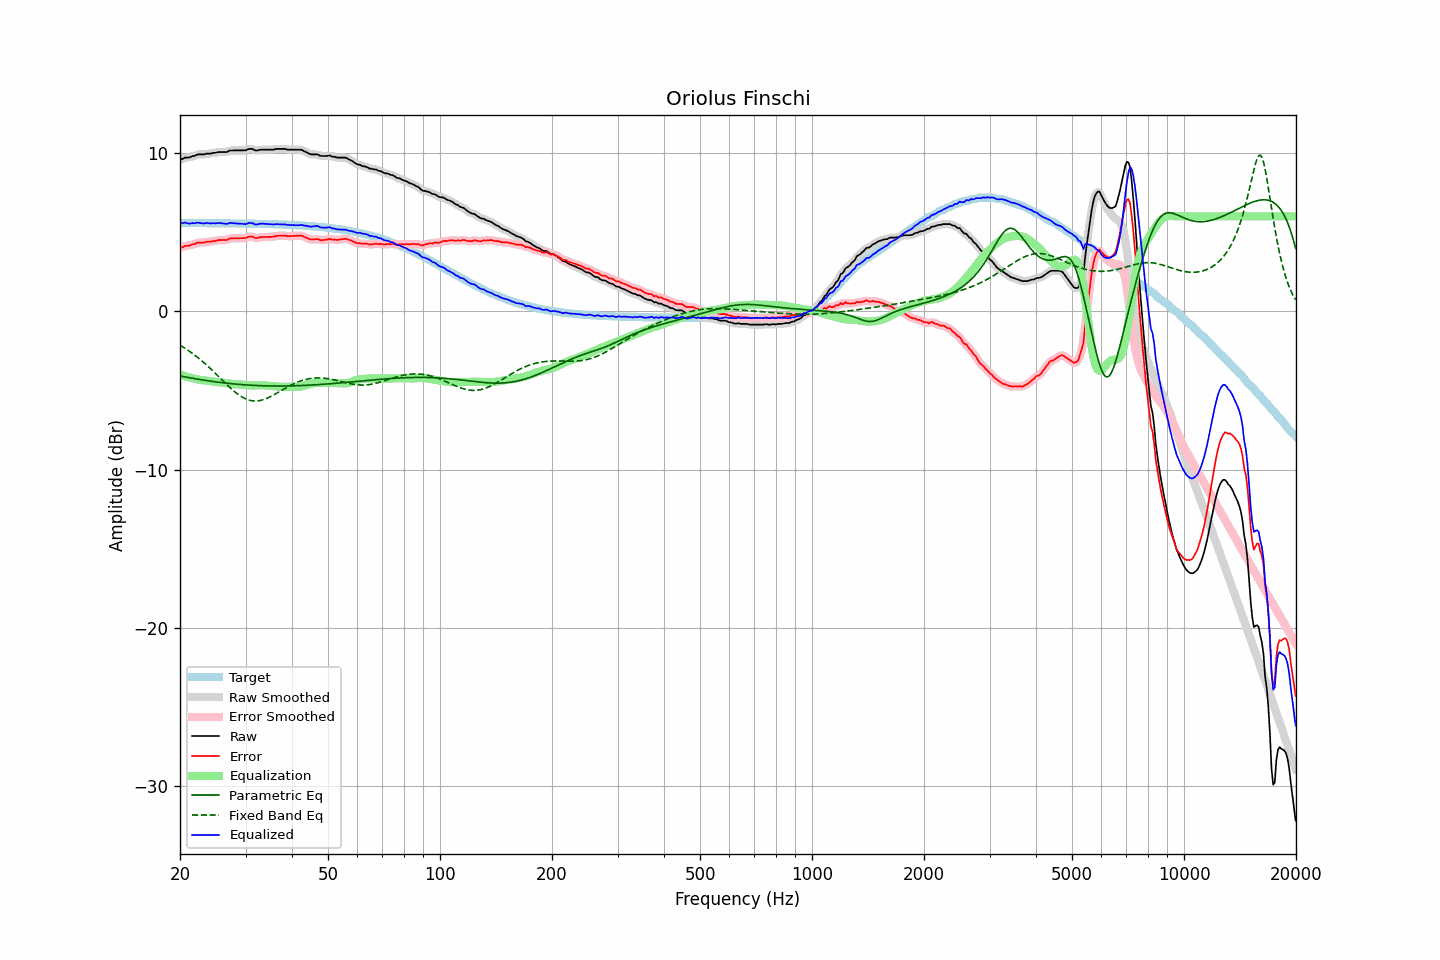 Oriolus Finschi
10
0
−10
−20
−30
Amplitude (dBr)
Target
Raw Smoothed
Error Smoothed
Raw
Error
Equalization
Parametric Eq
Fixed Band Eq
Equalized
20 50 100 200 500 1000 2000 5000 10000 20000
Frequency (Hz)